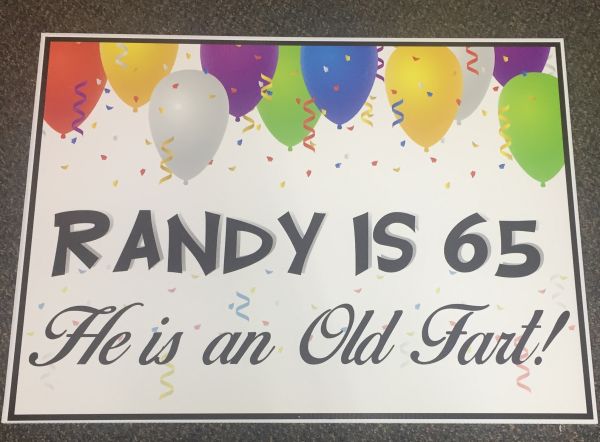 RANDY IS 65
He is an Old Fart!